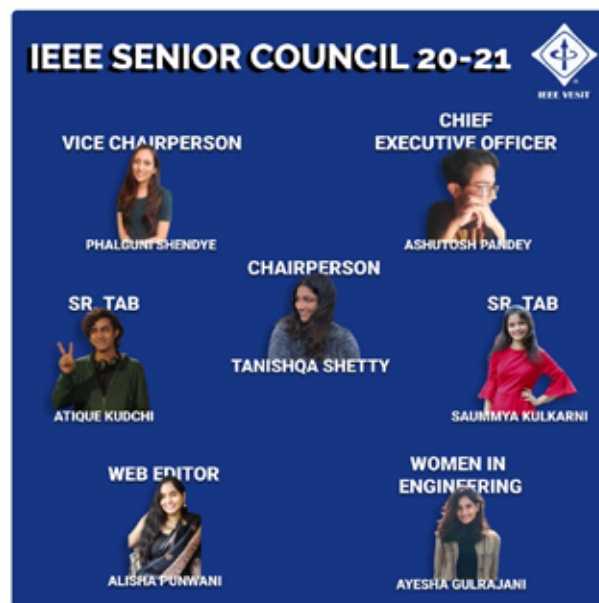 IEEE SENIOR COUNCIL 20-21
IEEE VESIT
VICE CHAIRPERSON
PHALGUNI SHENDYE
CHIEF
EXECUTIVE OFFICER
ASHUTOSH PANDEY
CHAIRPERSON
TANISHQA SHETTY
SR. TAB
ATIQUE KUDCHI
SR. TAB
SAUMMYA KULKARNI
WEB EDITOR
ALISHA PUNWANI
WOMEN IN
ENGINEERING
AYESHA GULRAJANI